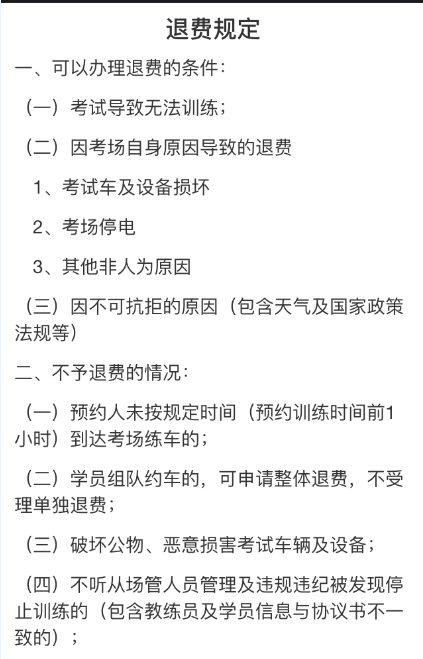 退费规定
一、可以办理退费的条件：
（一）考试导致无法训练；
（二）因考场自身原因导致的退费
1、考试车及设备损坏
2、考场停电
3、其他非人为原因
（三）因不可抗拒的原因（包含天气及国家政策
法规等）
二、不予退费的情况：
（一）预约人未按规定时间（预约训练时间前1
小时）到达考场练车的；
（二）学员组队约车的，可申请整体退费，不受
理单独退费；
（三）破坏公物、恶意损害考试车辆及设备；
（四）不听从场管人员管理及违规违纪被发现停
止训练的（包含教练员及学员信息与协议书不一
致的）；